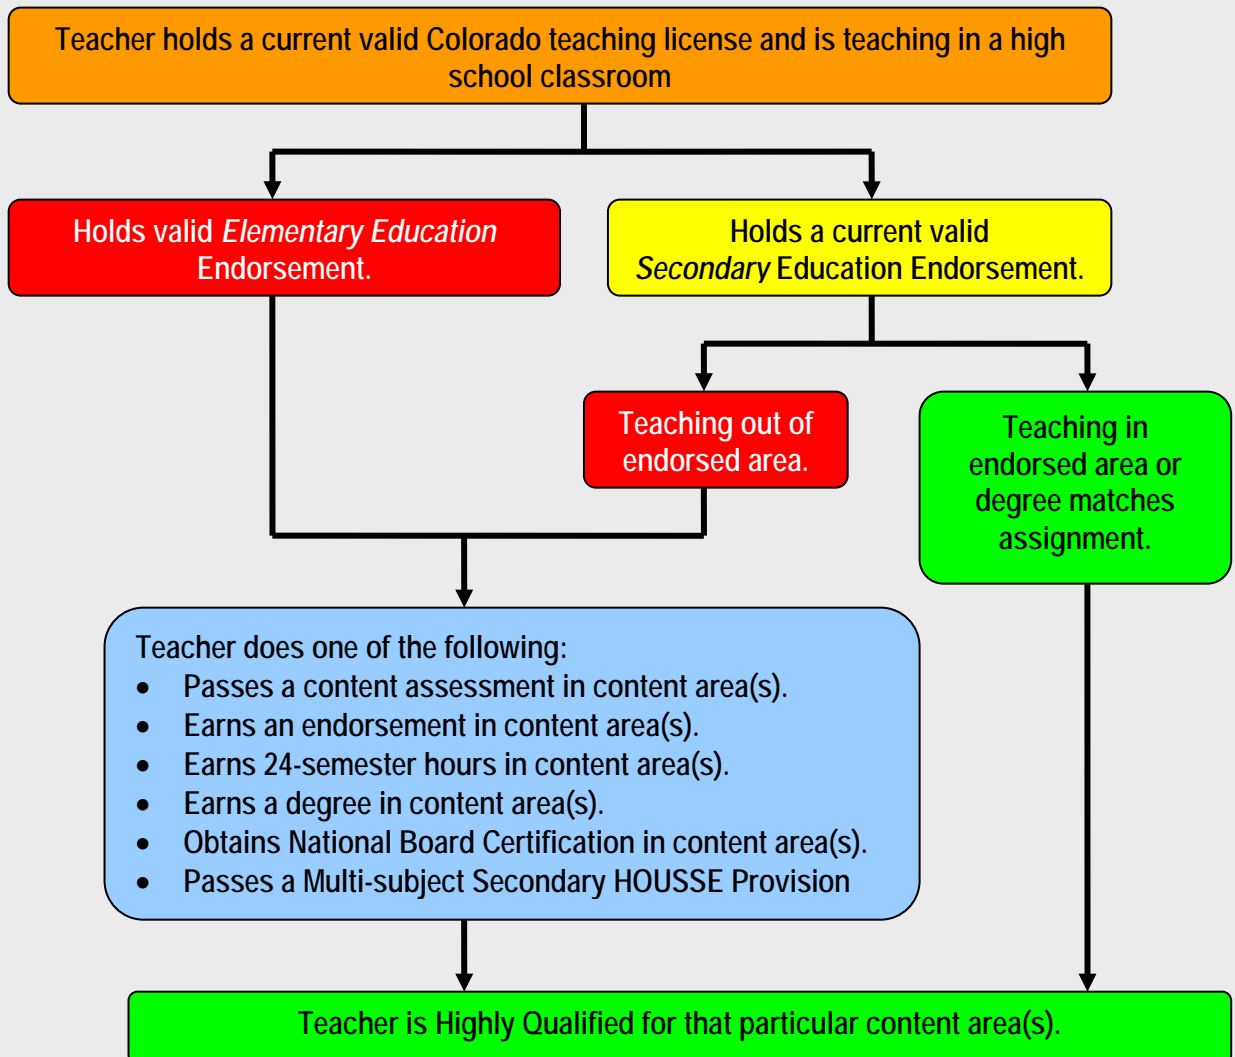 Teacher holds a current valid Colorado teaching license and is teaching in a high
school classroom
Holds valid Elementary Education
Endorsement.
Holds a current valid
Secondary Education Endorsement.
Teaching out of
endorsed area.
Teaching in
endorsed area or
degree matches
assignment.
Teacher does one of the following:
• Passes a content assessment in content area(s).
• Earns an endorsement in content area(s).
• Earns 24-semester hours in content area(s).
• Earns a degree in content area(s).
• Obtains National Board Certification in content area(s).
• Passes a Multi-subject Secondary HOUSSE Provision
Teacher is Highly Qualified for that particular content area(s).